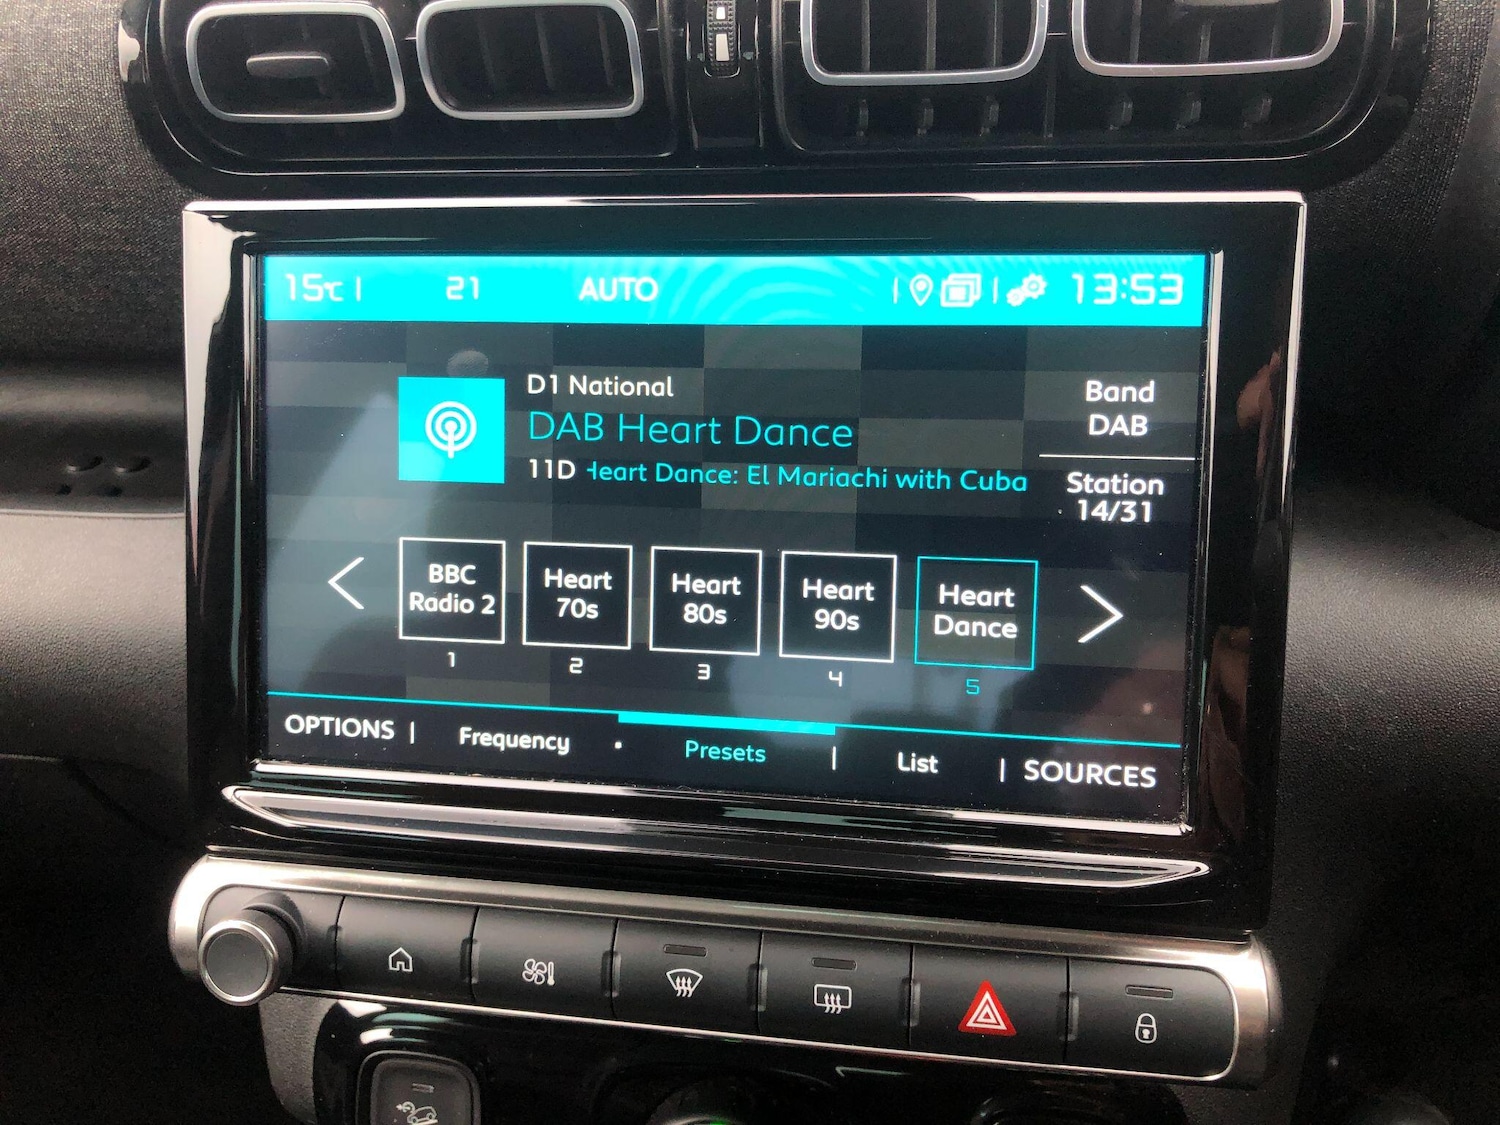 15°C | 21 AUTO 13:53
D1 National
DAB Heart Dance
11D Heart Dance: El Mariachi with Cuba
Band
DAB
Station
14/31
BBC
Radio 2
Heart
70s
Heart
80s
Heart
90s
Heart
Dance
1 2 3 4 5
OPTIONS | Frequency · Presets | List | SOURCES